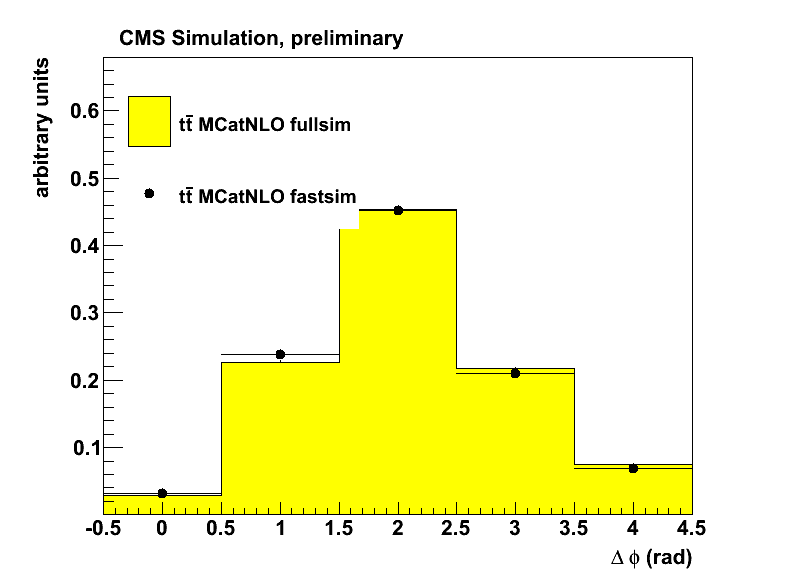 CMS Simulation, preliminary
arbitrary units
0.6
0.5
0.4
0.3
0.2
0.1
tt̄ MCatNLO fullsim
tt̄ MCatNLO fastsim
-0.5 0 0.5 1 1.5 2 2.5 3 3.5 4 4.5
Δ ϕ (rad)